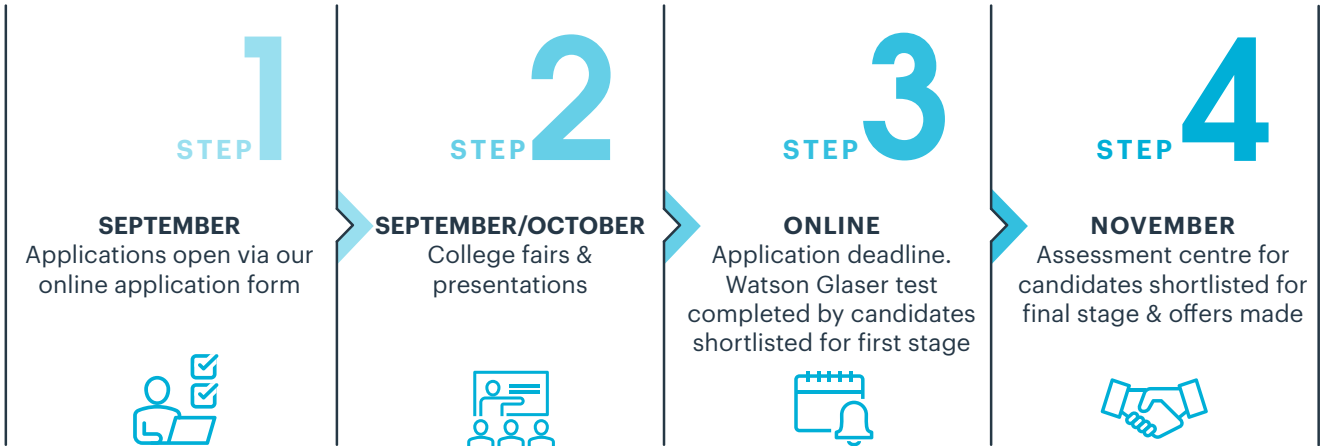 STEP 1
SEPTEMBER
Applications open via our
online application form
STEP 2
SEPTEMBER/OCTOBER
College fairs &
presentations
STEP 3
ONLINE
Application deadline.
Watson Glaser test
completed by candidates
shortlisted for first stage
STEP 4
NOVEMBER
Assessment centre for
candidates shortlisted for
final stage & offers made